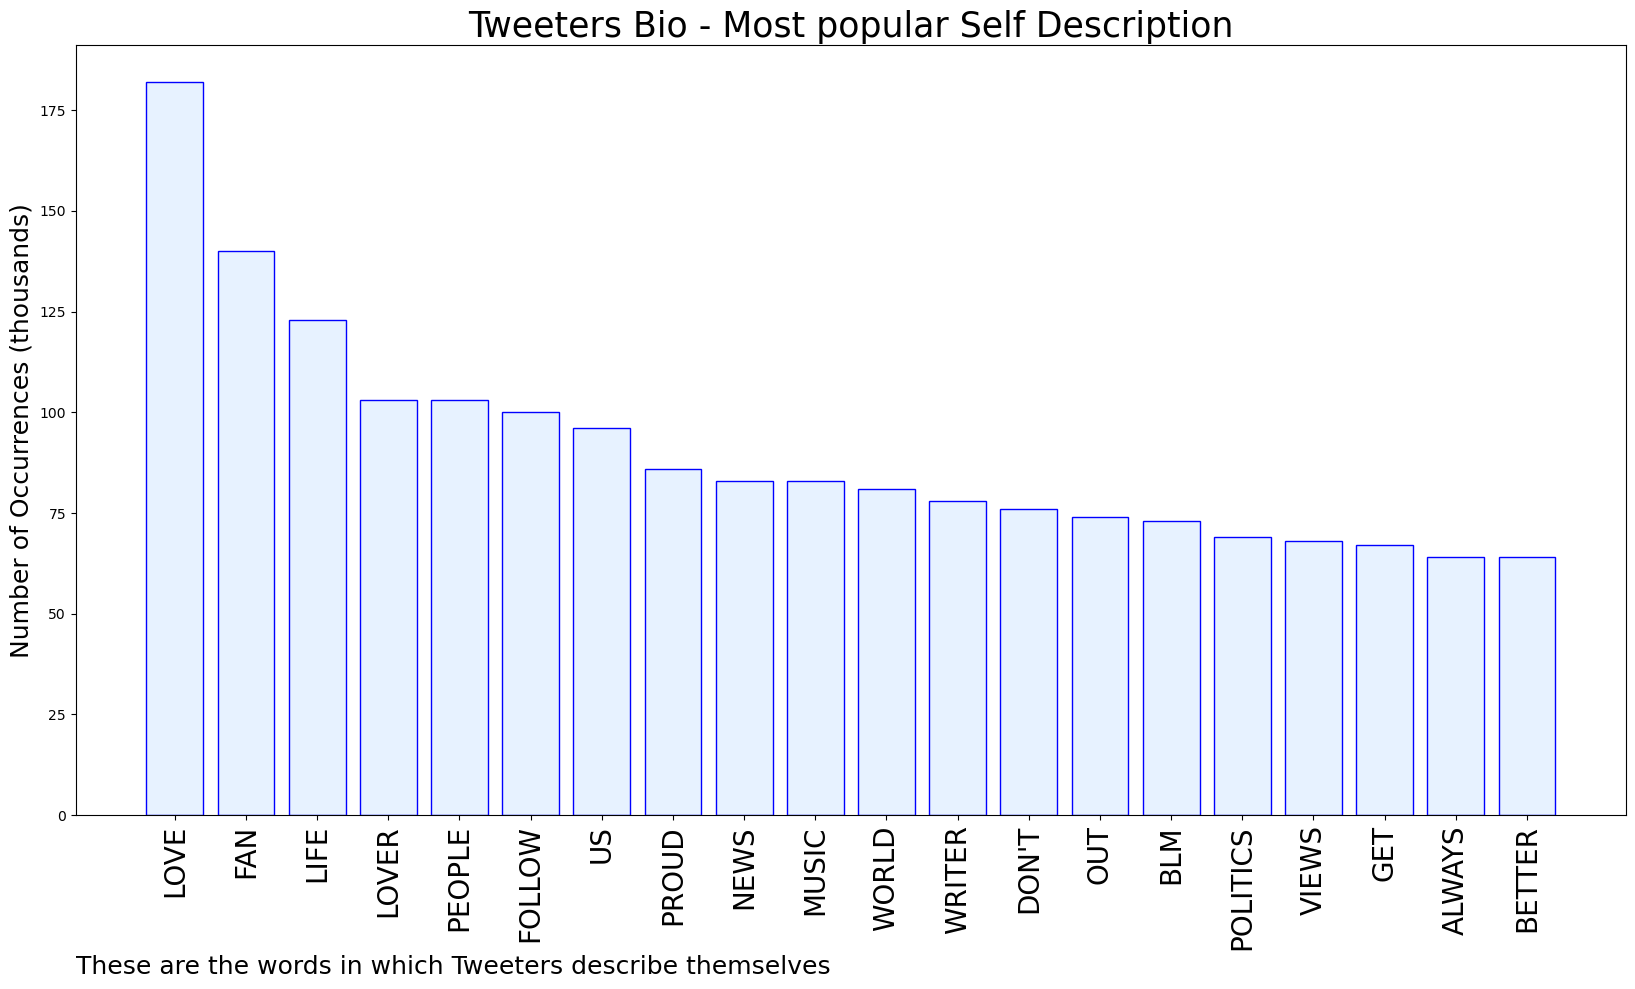 Tweeters Bio - Most popular Self Description
Number of Occurrences (thousands)
175
150
125
100
75
50
25
0
LOVE
FAN
LIFE
LOVER
PEOPLE
FOLLOW
US
PROUD
NEWS
MUSIC
WORLD
WRITER
DON'T
OUT
BLM
POLITICS
VIEWS
GET
ALWAYS
BETTER
These are the words in which Tweeters describe themselves